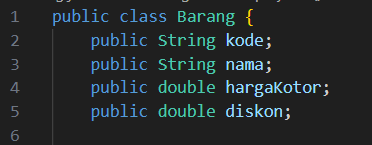 1 public class Barang {
2 public String kode;
3 public String nama;
4 public double hargaKotor;
5 public double diskon;
6